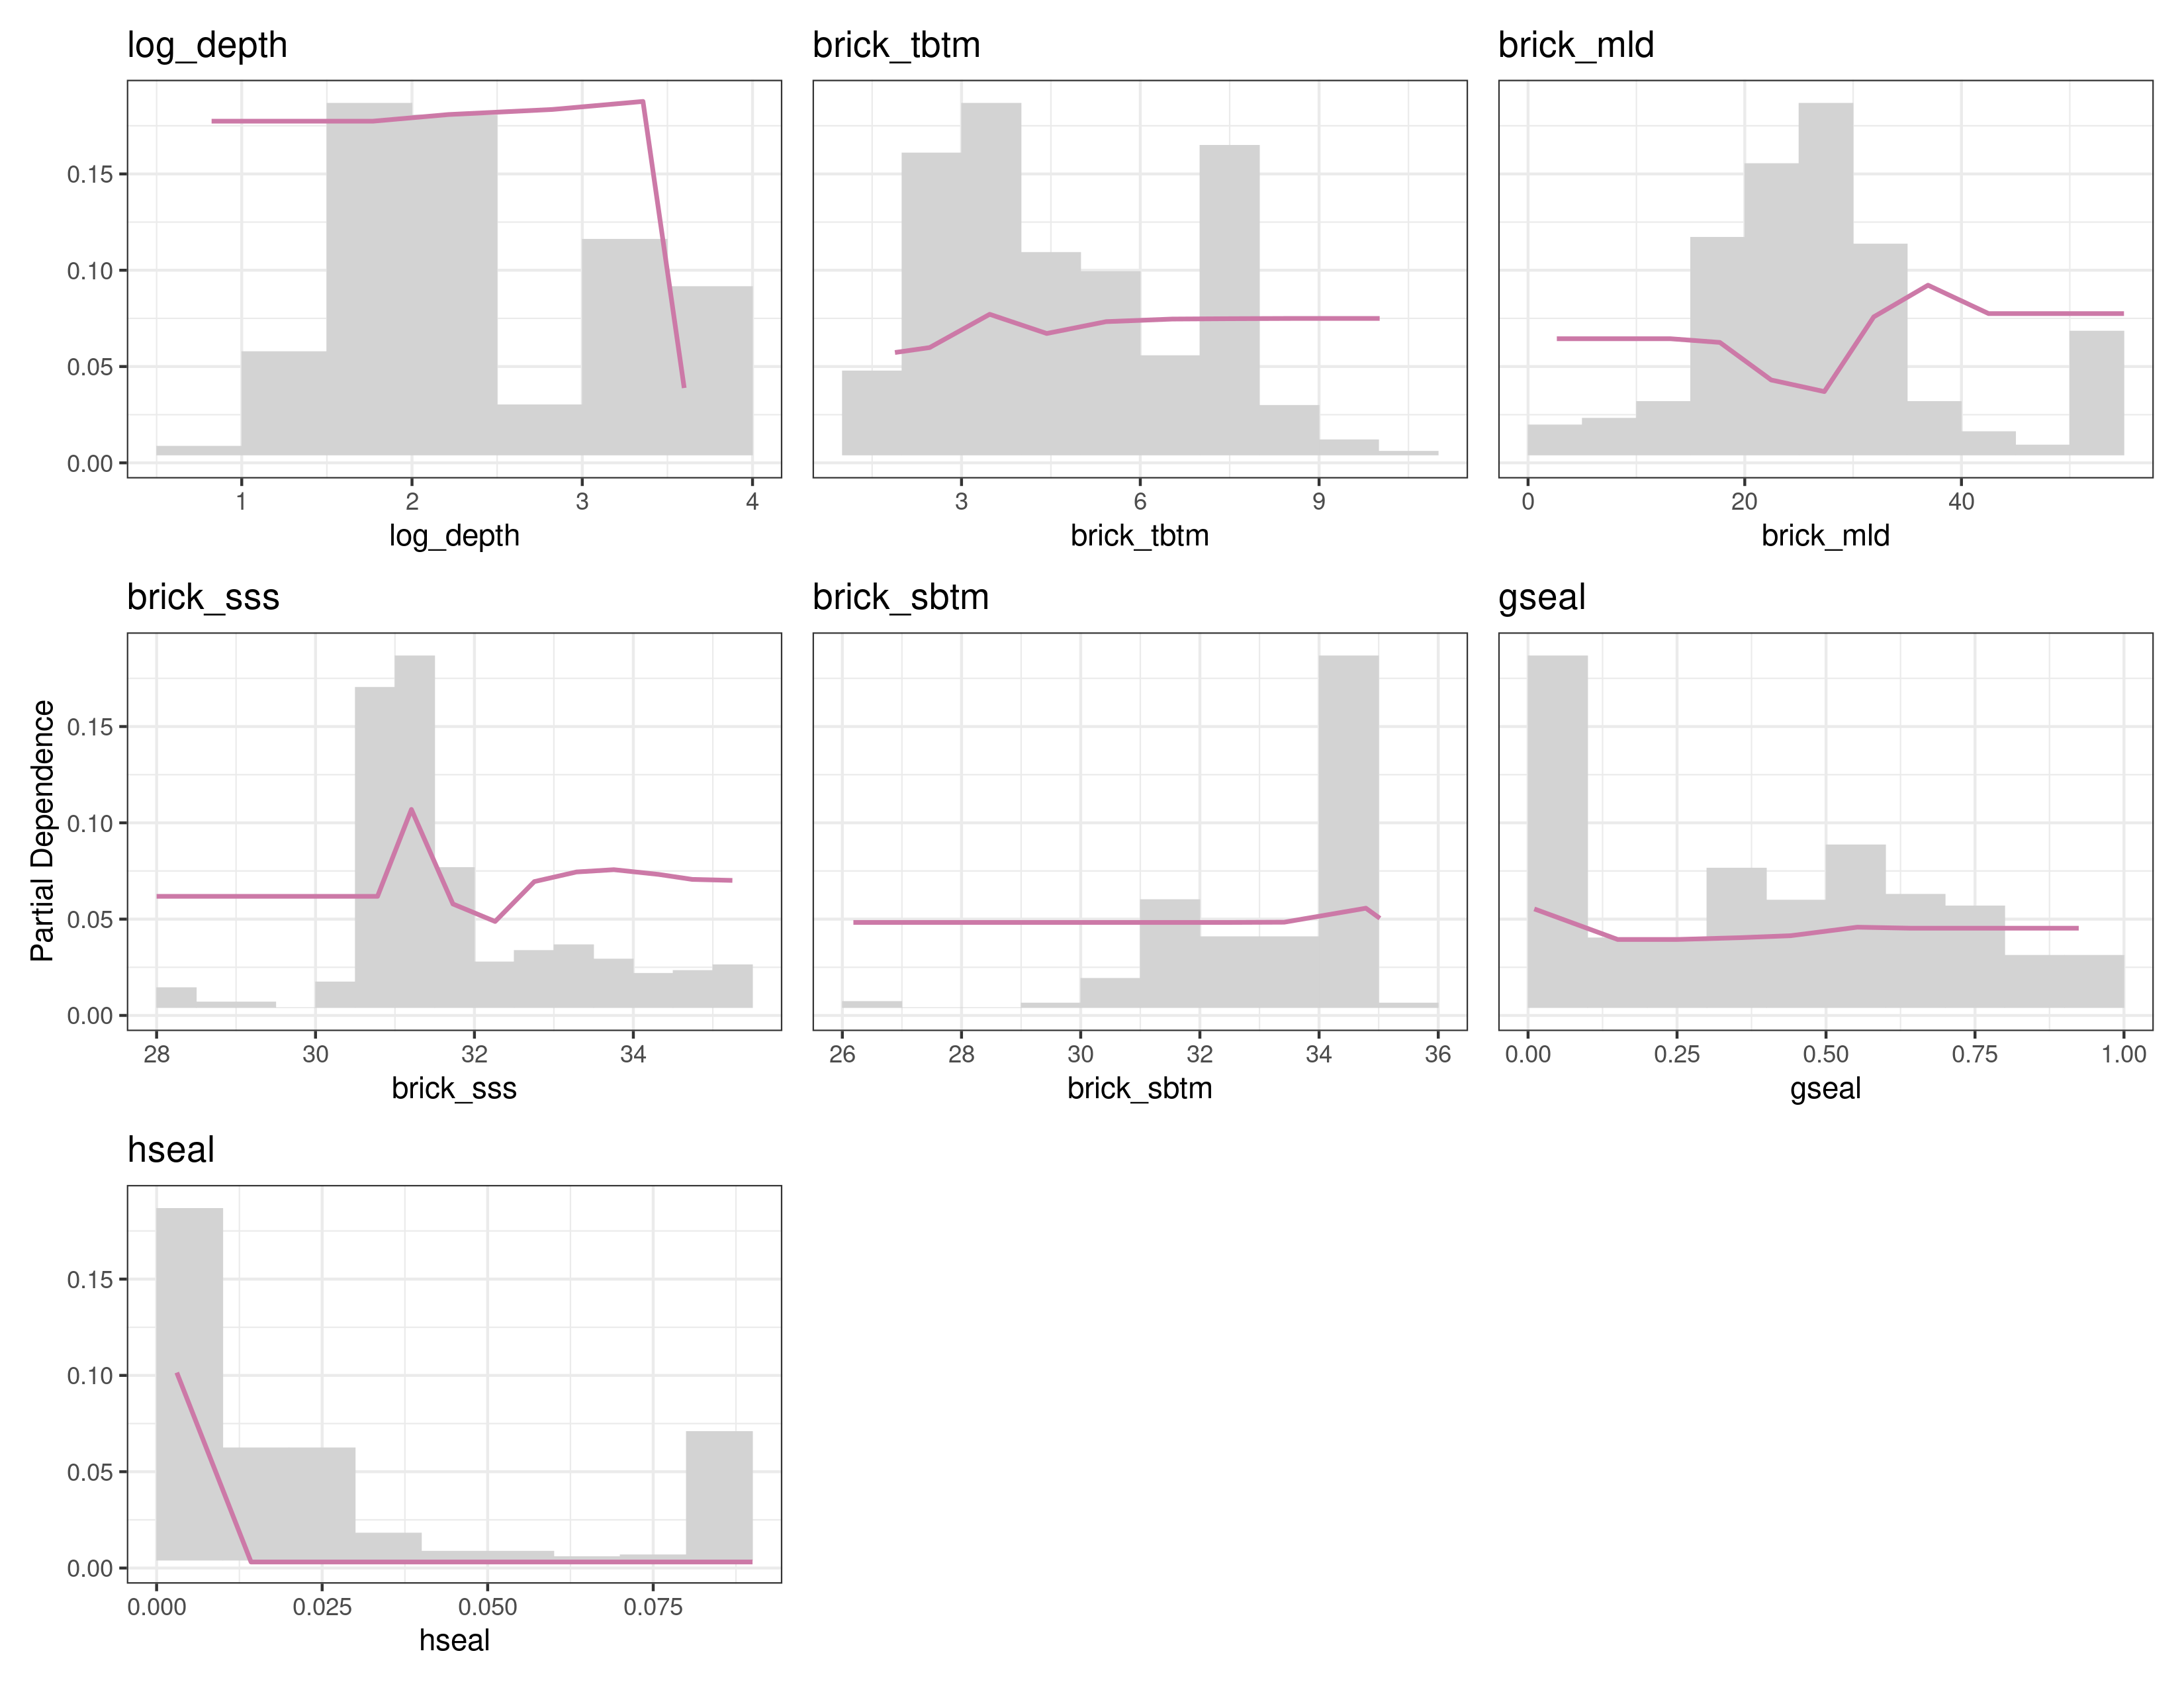 log_depth
brick_tbtm
brick_mld
0.15
0.10
0.05
0.00
1 2 3 4
3 6 9
0 20 40
log_depth
brick_tbtm
brick_mld
brick_sss
brick_sbtm
gseal
Partial Dependence
0.15
0.10
0.05
0.00
28 30 32 34
26 28 30 32 34 36
0.00 0.25 0.50 0.75 1.00
brick_sss
brick_sbtm
gseal
hseal
0.15
0.10
0.05
0.00
0.000 0.025 0.050 0.075
hseal